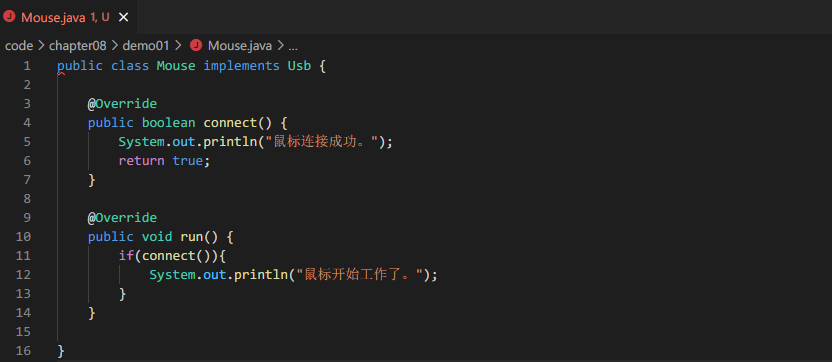 Mouse.java 1, U
code > chapter08 > demo01 > Mouse.java > ...
1 public class Mouse implements Usb {
2
3     @Override
4     public boolean connect() {
5         System.out.println("鼠标连接成功。");
6         return true;
7     }
8
9     @Override
10     public void run() {
11         if(connect()){
12             System.out.println("鼠标开始工作了。");
13         }
14     }
15
16 }